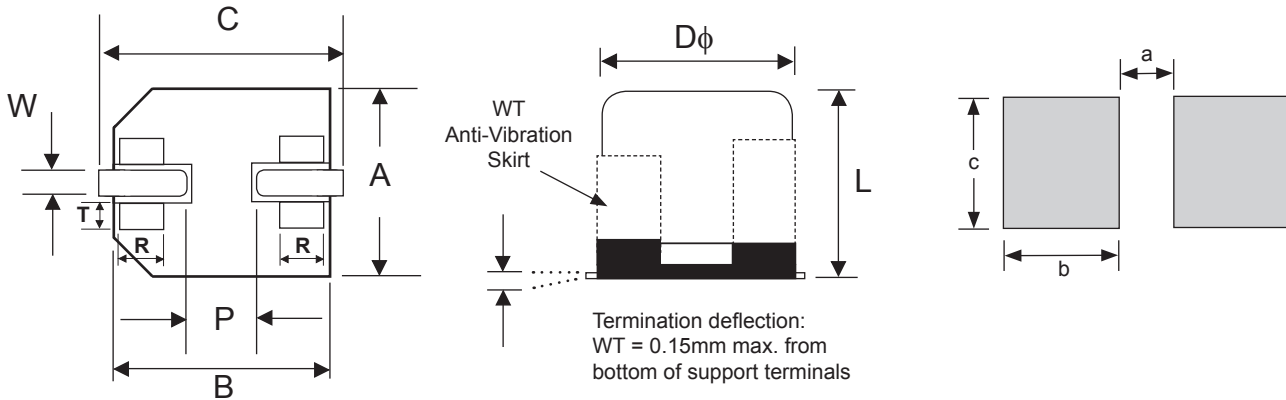 C
W
A
T
R
R
P
B
Dϕ
WT
Anti-Vibration
Skirt
L
Termination deflection:
WT = 0.15mm max. from
bottom of support terminals
a
c
b